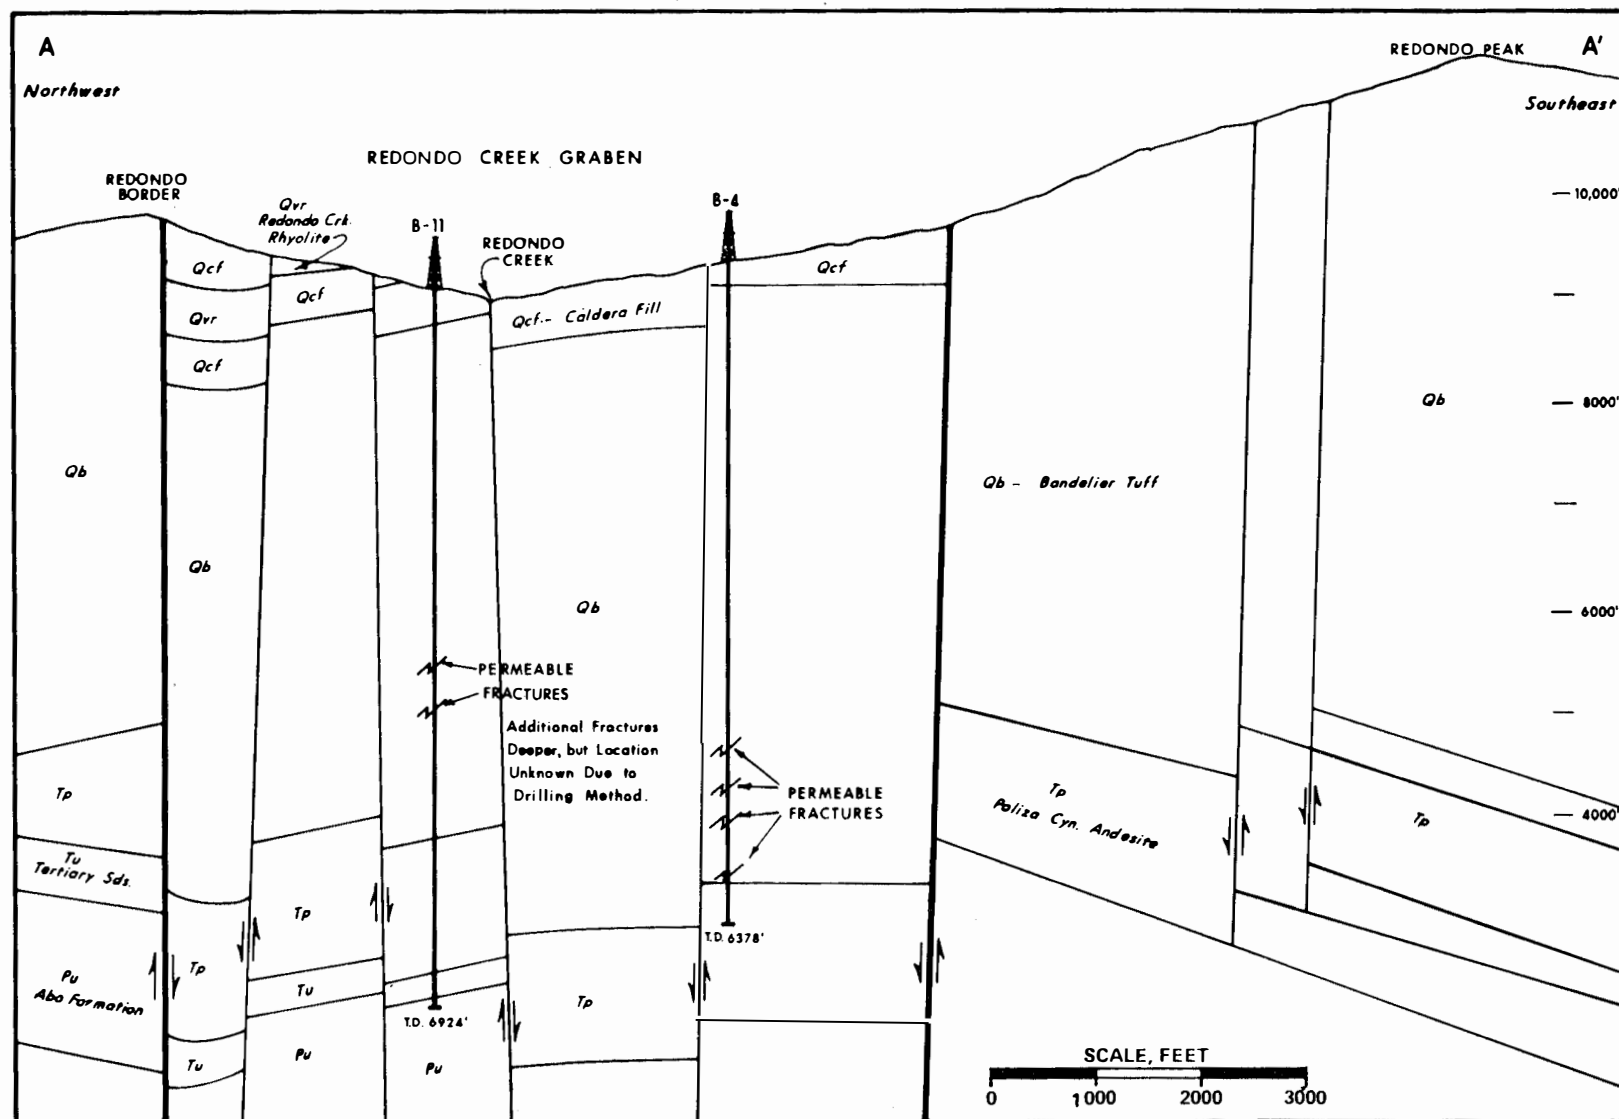 A
Northwest
REDONDO PEAK
A'
Southeast
REDONDO CREEK GRABEN
REDONDO
BORDER
Qvr
Redondo Crk.
Rhyolite
B-11
REDONDO
CREEK
B-4
10,000'
Qcf
Qcf
Qcf
Qvr
Qcf.- Caldera Fill
Qcf
8000'
Qb
Qb
Qb - Bandelier Tuff
Qb
Qb
6000'
PERMEABLE
FRACTURES
Additional Fractures
Deeper, but Location
Unknown Due to
Drilling Method.
PERMEABLE
FRACTURES
Tp
Tp
Paliza Cyn. Andesite
Tp
4000'
Tu
Tertiary Sds.
Tp
T.D. 6378'
Tp
Pu
Abo Formation
Tu
Tp
T.D. 6924'
Tu
Pu
Pu
SCALE, FEET
0 1000 2000 3000